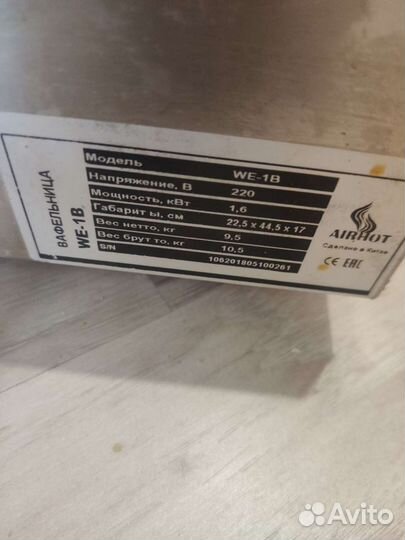 ВАФЕЛЬНИЦА
WE-1B
Модель WE-1B
Напряжение, В 220
Мощность, кВт 1,6
Габарит ы, см 22,5 х 44,5 х 17
Вес нетто, кг 9,5
Вес брут то, кг 10,5
S/N 106201805100261
AIRHOT
Сделано в Китае
CE EAC
Avito